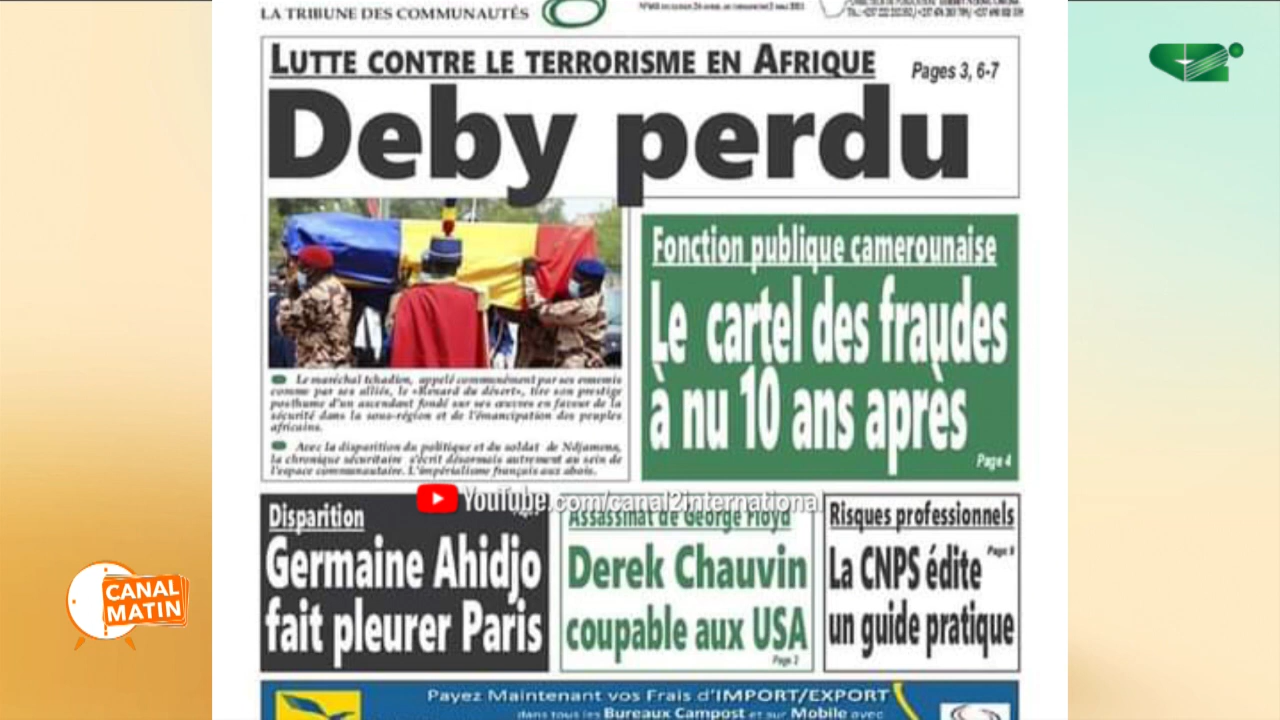 LA TRIBUNE DES COMMUNAUTÉS
LUTTE CONTRE LE TERRORISME EN AFRIQUE
Pages 3, 6-7
Deby perdu
Le maréchal tchadien, appelé communément par ses ennemis
comme par ses alliés, le «Renard du désert», tire son prestige
posthume d'un ascendant fondé sur ses œuvres en faveur de la
sécurité dans la sous-région et de l'émancipation des peuples
africains.
Avec la disparition du politique et du soldat de Ndjamena,
la chronique sécuritaire s'écrit désormais autrement au sein de
l'espace communautaire. L'impérialisme français aux abois.
Fonction publique camerounaise
Le cartel des fraudes
à nu 10 ans après
Page 4
YouTube.com/canal2international
Disparition
Germaine Ahidjo
fait pleurer Paris
Assassinat de George Floyd
Derek Chauvin
coupable aux USA
Page 2
Risques professionnels
Page 9
La CNPS édite
un guide pratique
CANAL
MATIN
Payez Maintenant vos Frais d'IMPORT/EXPORT
dans tous les Bureaux Campost et sur Mobile avec